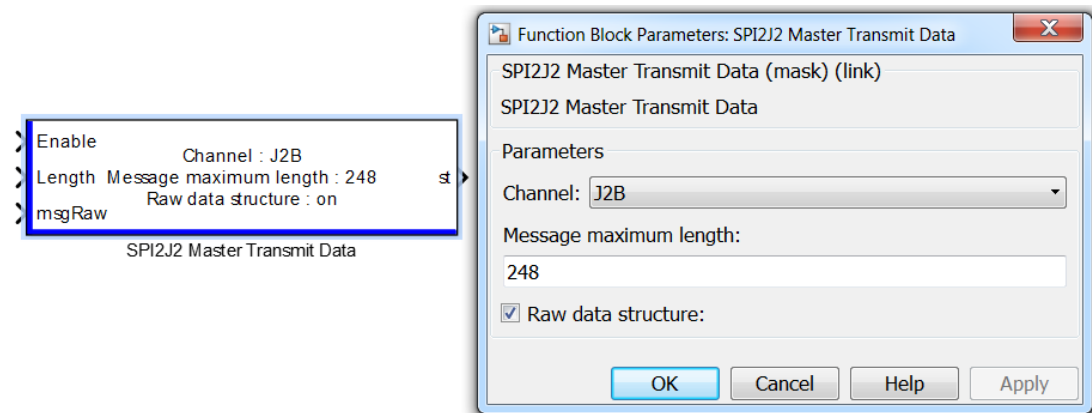 Enable
Length
msgRaw
Channel : J2B
Message maximum length : 248
Raw data structure : on
st
SPI2J2 Master Transmit Data
Function Block Parameters: SPI2J2 Master Transmit Data
SPI2J2 Master Transmit Data (mask) (link)
SPI2J2 Master Transmit Data
Parameters
Channel: J2B
Message maximum length:
248
Raw data structure:
OK Cancel Help Apply